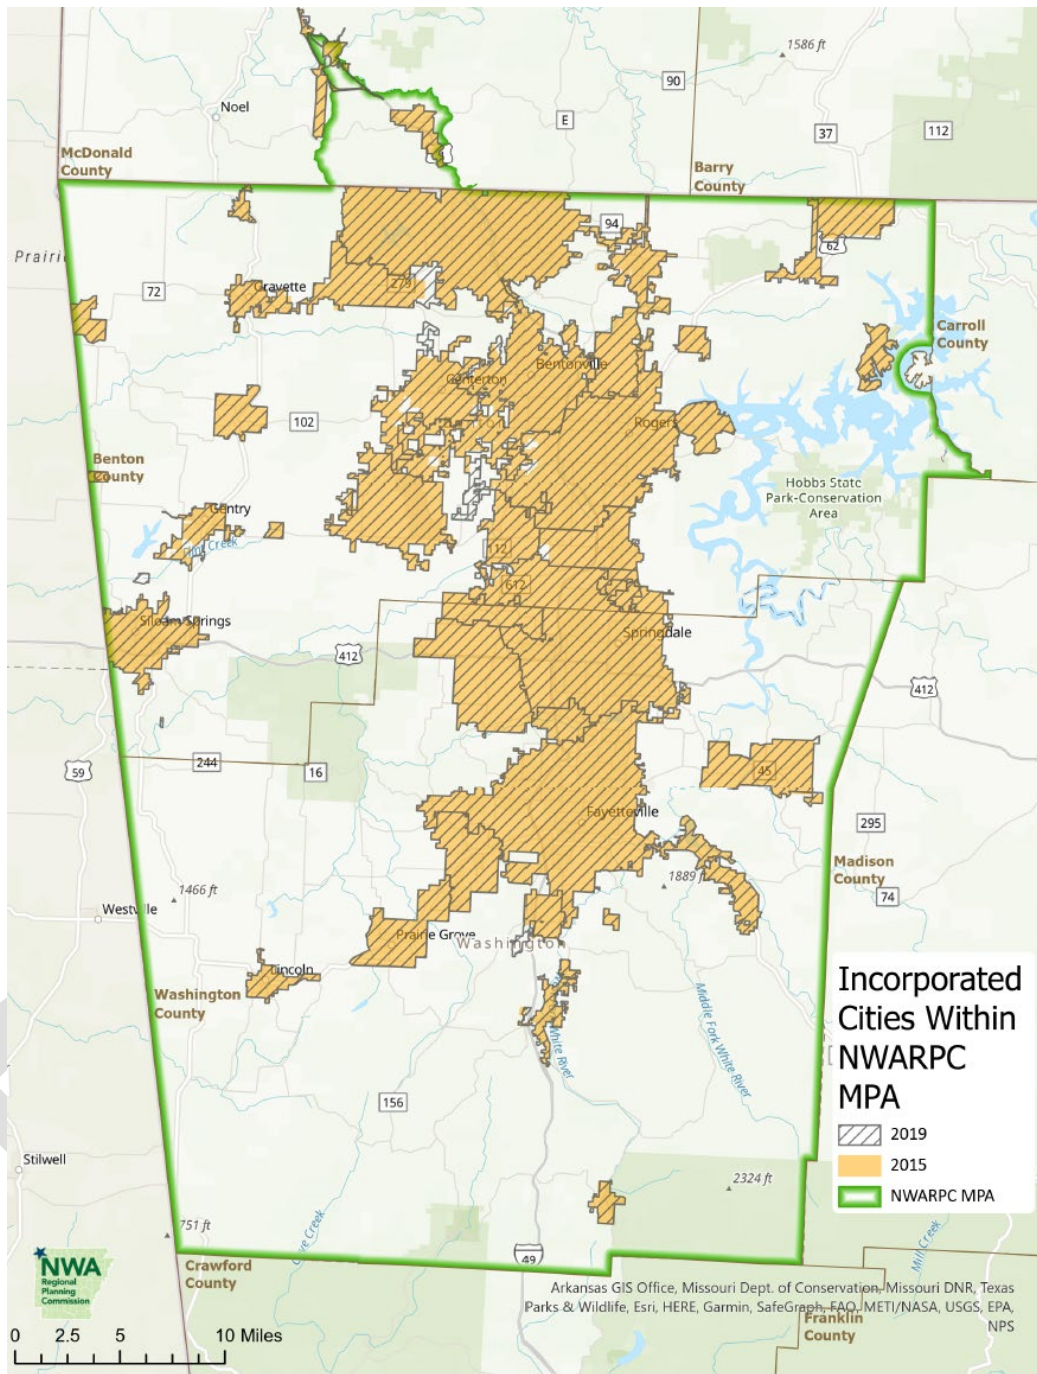 1586 ft
90
Noel
E
37
112
McDonald
County
Barry
County
94
62
Prairi
279
Gravette
72
Carroll
County
Bentonville
Centerton
Rogers
102
Benton
County
Hobbs State
Park-Conservation
Area
Gentry
Flint Creek
112
612
Siloam Springs
Springdale
412
412
244
16
59
45
Fayetteville
295
Madison
County
1889 ft
1466 ft
74
Westville
Prairie Grove
Washington
Lincoln
Washington
County
White River
Middle Fork White River
Incorporated
Cities Within
NWARPC
MPA
2019
2015
NWARPC MPA
156
Stilwell
2324 ft
751 ft
49
Mill Creek
NWA
Regional
Planning
Commission
Crawford
County
Arkansas GIS Office, Missouri Dept. of Conservation, Missouri DNR, Texas
Parks & Wildlife, Esri, HERE, Garmin, SafeGraph, FAO, METI/NASA, USGS, EPA,
NPS
Franklin
County
0 2.5 5 10 Miles